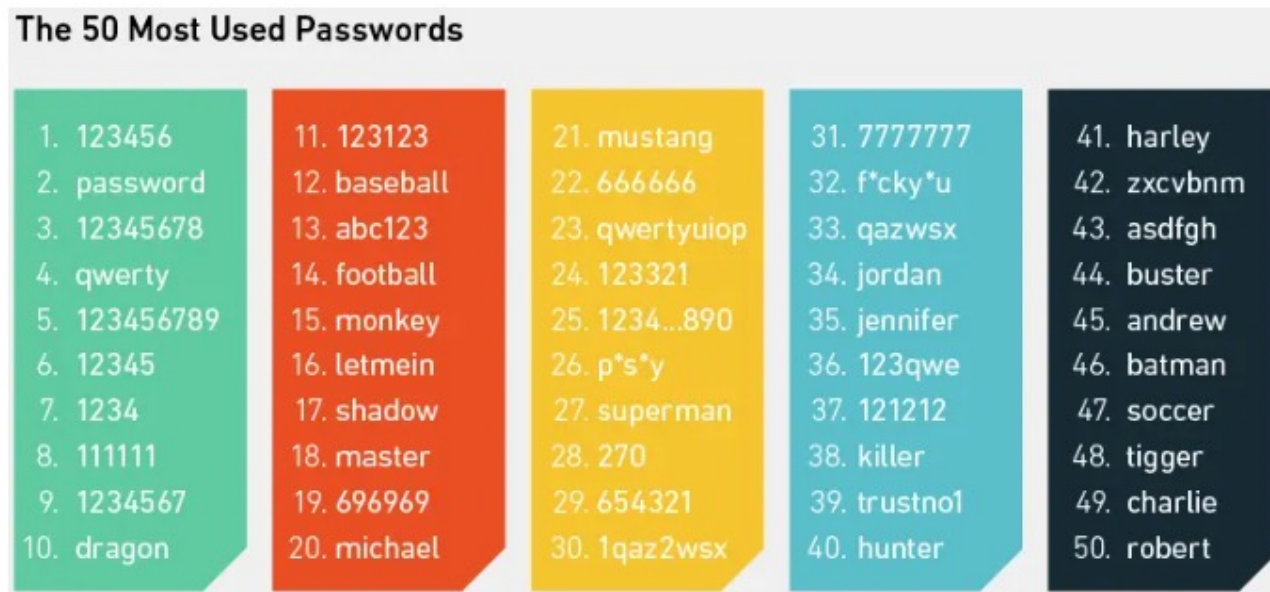 The 50 Most Used Passwords
1. 123456
2. password
3. 12345678
4. qwerty
5. 123456789
6. 12345
7. 1234
8. 111111
9. 1234567
10. dragon
11. 123123
12. baseball
13. abc123
14. football
15. monkey
16. letmein
17. shadow
18. master
19. 696969
20. michael
21. mustang
22. 666666
23. qwertyuiop
24. 123321
25. 1234...890
26. p*s*y
27. superman
28. 270
29. 654321
30. 1qaz2wsx
31. 7777777
32. f*cky*u
33. qazwsx
34. jordan
35. jennifer
36. 123qwe
37. 121212
38. killer
39. trustno1
40. hunter
41. harley
42. zxcvbnm
43. asdfgh
44. buster
45. andrew
46. batman
47. soccer
48. tigger
49. charlie
50. robert